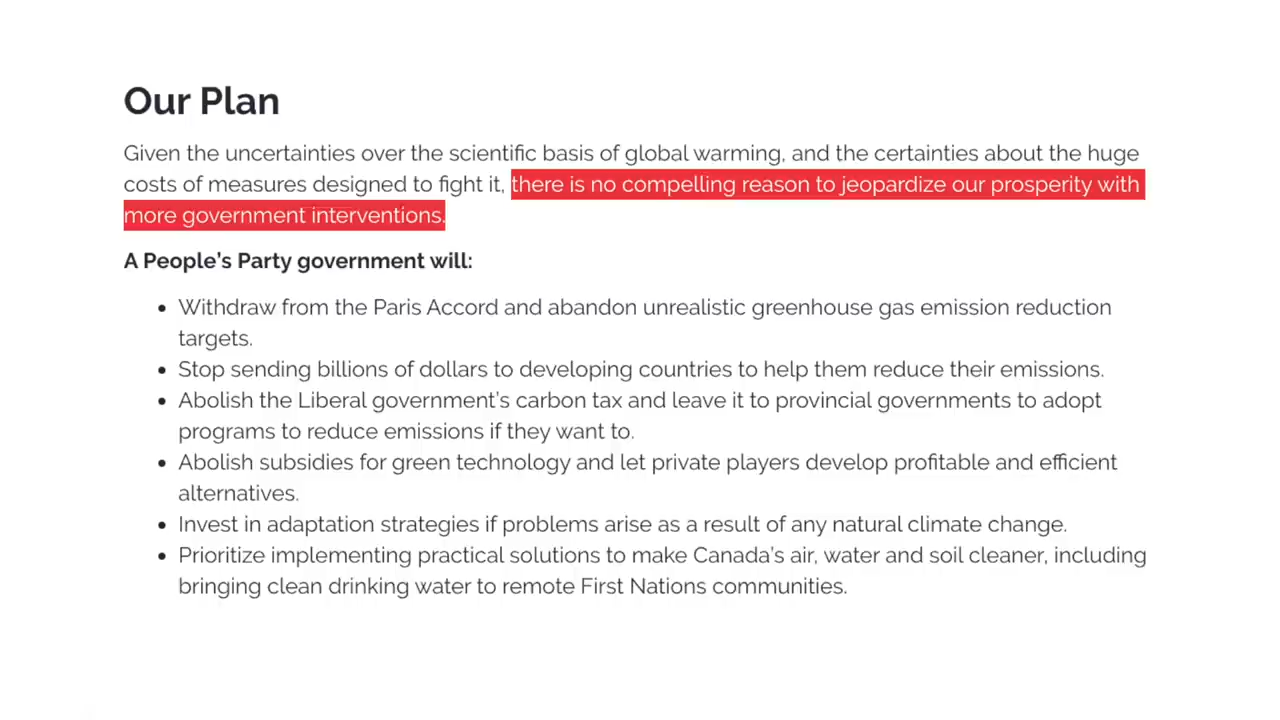 Our Plan
Given the uncertainties over the scientific basis of global warming, and the certainties about the huge
costs of measures designed to fight it, there is no compelling reason to jeopardize our prosperity with
more government interventions.
A People's Party government will:
• Withdraw from the Paris Accord and abandon unrealistic greenhouse gas emission reduction
targets.
• Stop sending billions of dollars to developing countries to help them reduce their emissions.
• Abolish the Liberal government's carbon tax and leave it to provincial governments to adopt
programs to reduce emissions if they want to.
• Abolish subsidies for green technology and let private players develop profitable and efficient
alternatives.
• Invest in adaptation strategies if problems arise as a result of any natural climate change.
• Prioritize implementing practical solutions to make Canada's air, water and soil cleaner, including
bringing clean drinking water to remote First Nations communities.